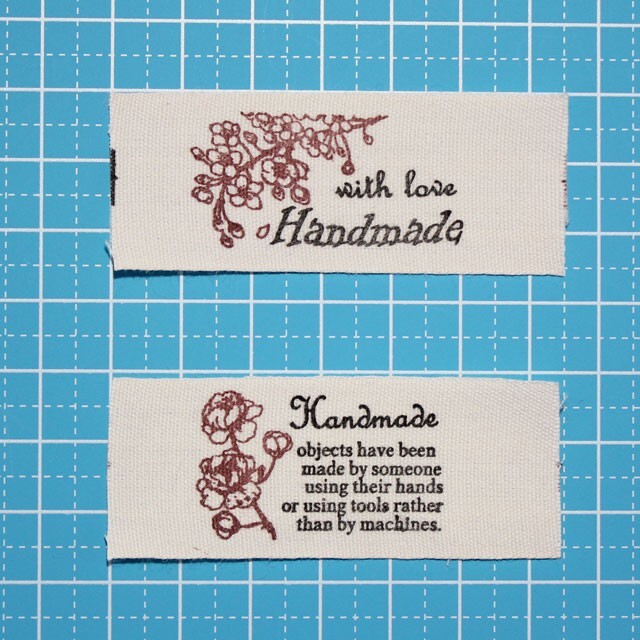 with love
Handmade
Handmade
objects have been
made by someone
using their hands
or using tools rather
than by machines.